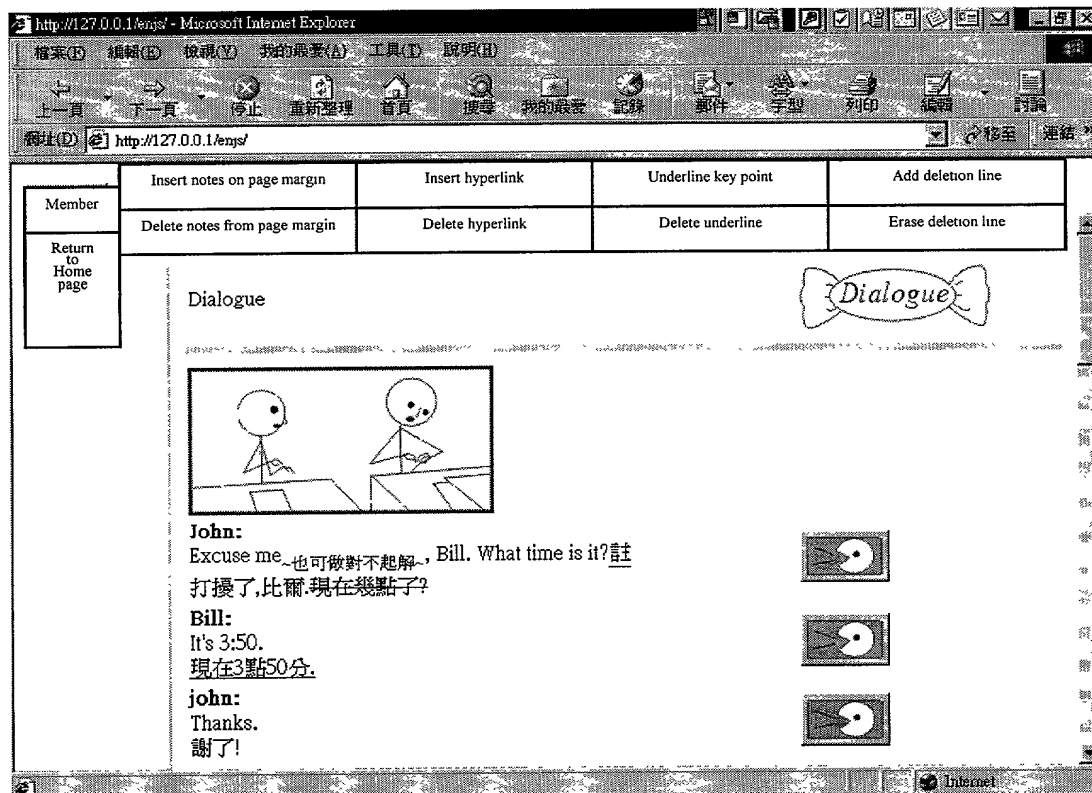 http://127.0.0.1/enjs/ - Microsoft Internet Explorer
檔案(F) 編輯(E) 檢視(V) 我的最愛(A) 工具(T) 說明(H)
上一頁 下一頁 停止 重新整理 首頁 搜尋 我的最愛 記錄 郵件 字型 列印 編輯 討論
網址(D) http://127.0.0.1/enjs/ 移至 連結 »
Member
Return
to
Home
page
Insert notes on page margin Insert hyperlink Underline key point Add deletion line
Delete notes from page margin Delete hyperlink Delete underline Erase deletion line
Dialogue Dialogue
John:
Excuse me~也可做對不起解~, Bill. What time is it?註
打擾了,比爾.現在幾點了?
Bill:
It's 3:50.
現在3點50分.
john:
Thanks.
謝了!
Internet